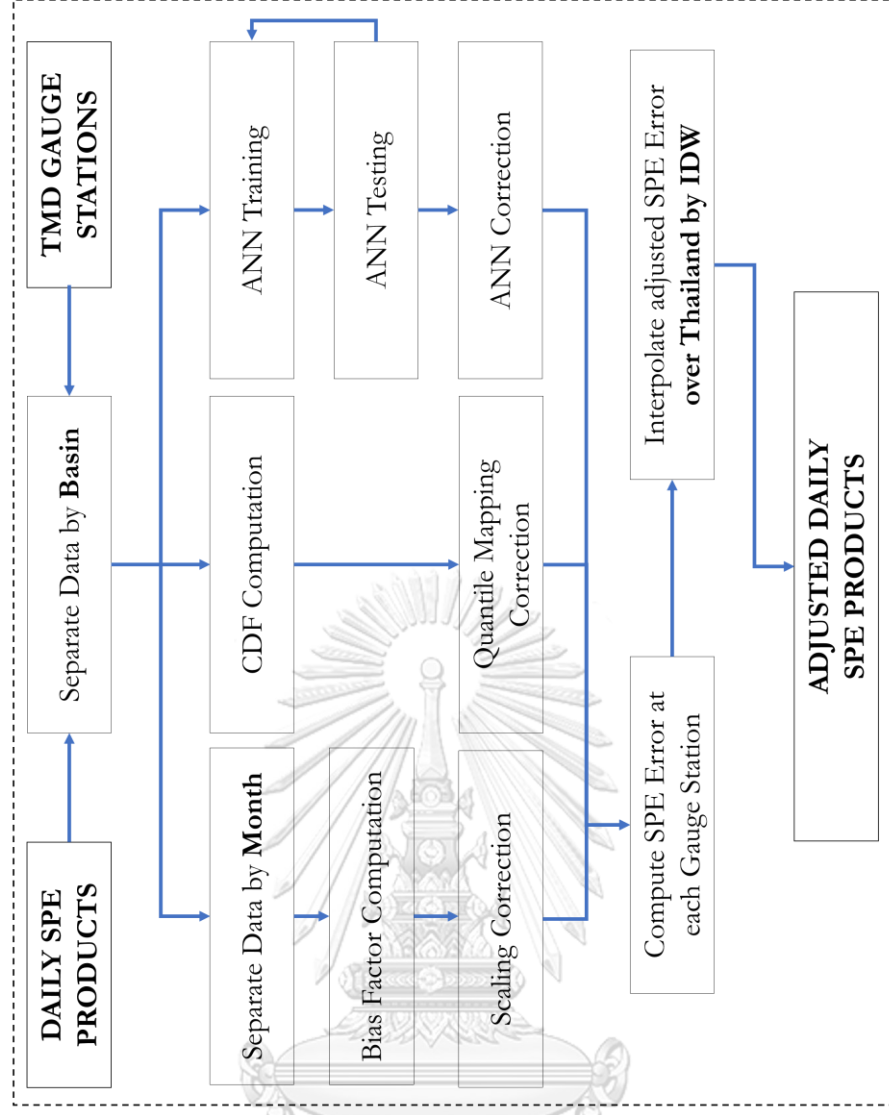 DAILY SPE
PRODUCTS
TMD GAUGE
STATIONS
Separate Data by Basin
Separate Data by Month
Bias Factor Computation
Scaling Correction
CDF Computation
Quantile Mapping
Correction
ANN Training
ANN Testing
ANN Correction
Compute SPE Error at
each Gauge Station
Interpolate adjusted SPE Error
over Thailand by IDW
ADJUSTED DAILY
SPE PRODUCTS